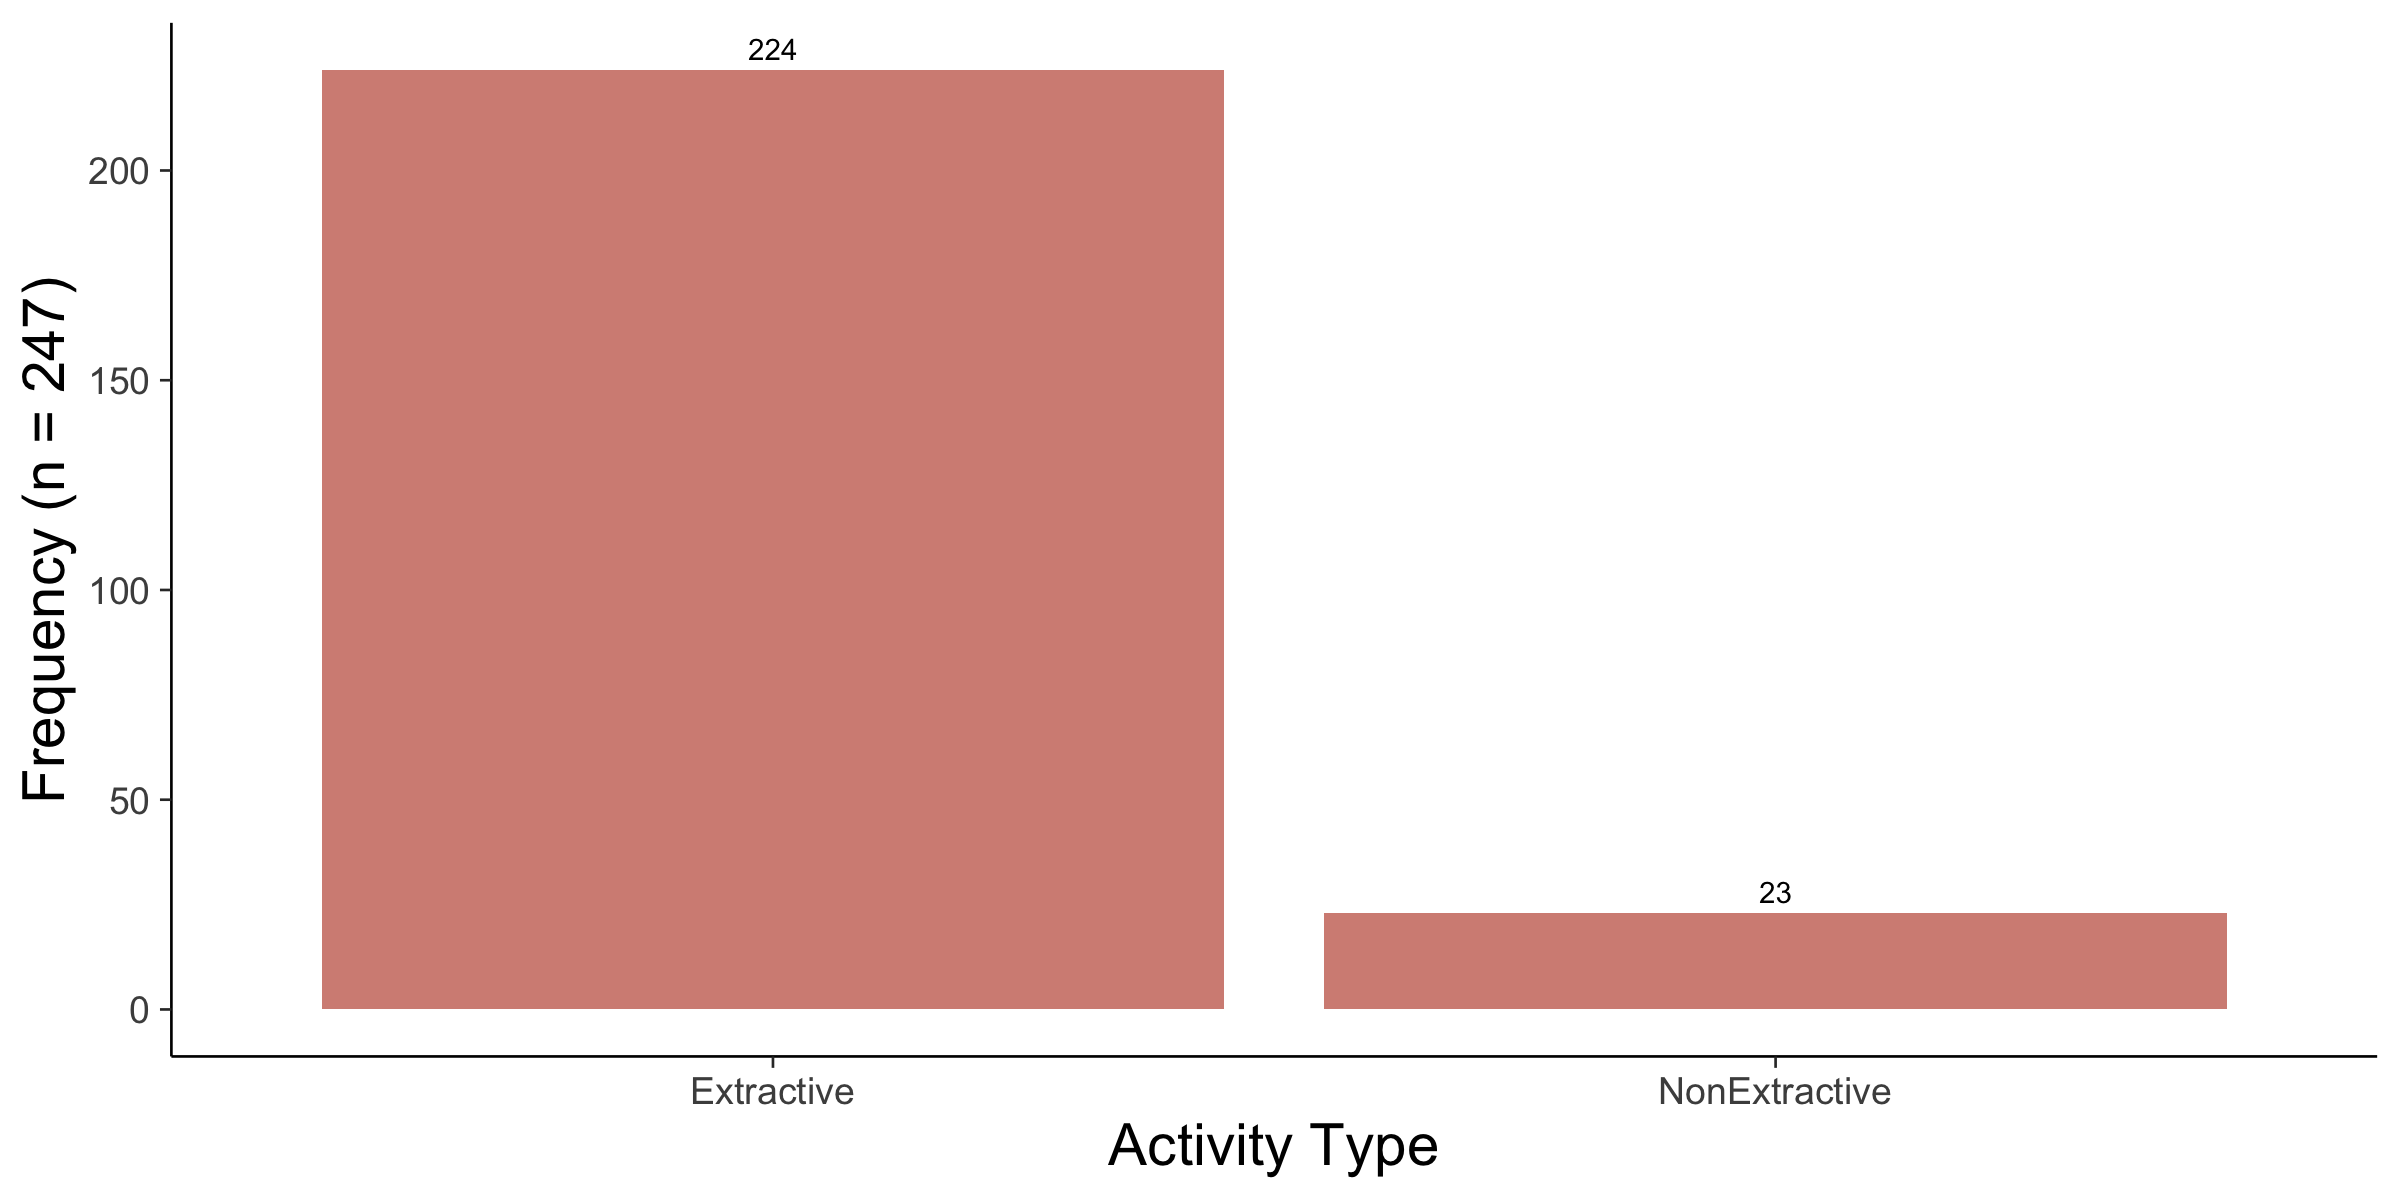 Frequency (n = 247)
200
150
100
50
0
224
23
Extractive
NonExtractive
Activity Type